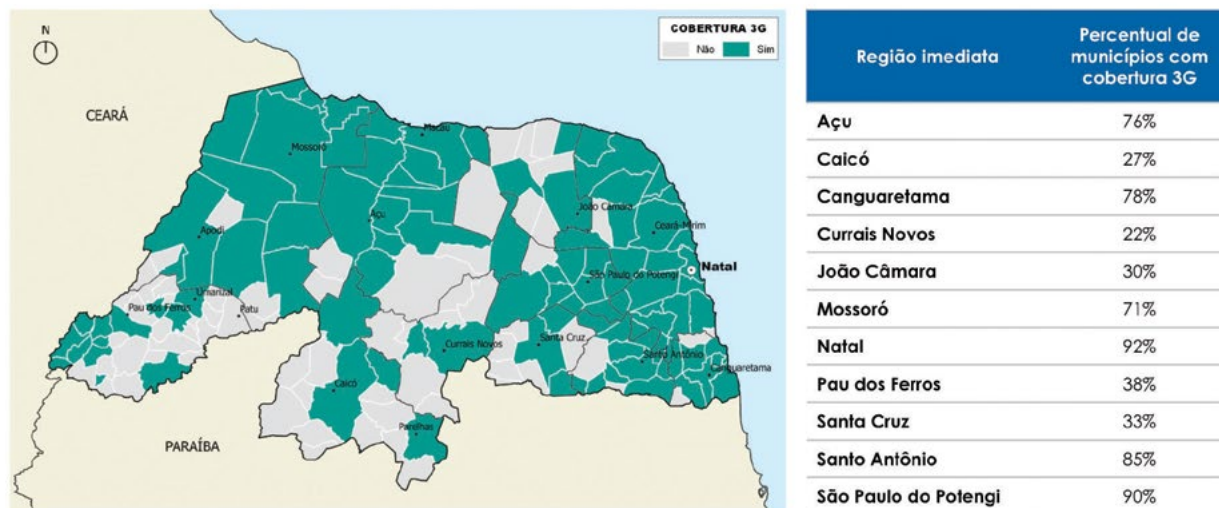 N
COBERTURA 3G
Não
Sim
CEARÁ
Macau
Mossoró
Açu
João Câmara
Apodi
Ceará-Mirim
Natal
São Paulo do Potengi
Umarizal
Pau dos Ferros
Patu
Santa Cruz
Currais Novos
Santo Antônio
Canguaretama
Caicó
Parelhas
PARAÍBA
Região imediata
Percentual de
municípios com
cobertura 3G
Açu 76%
Caicó 27%
Canguaretama 78%
Currais Novos 22%
João Câmara 30%
Mossoró 71%
Natal 92%
Pau dos Ferros 38%
Santa Cruz 33%
Santo Antônio 85%
São Paulo do Potengi 90%